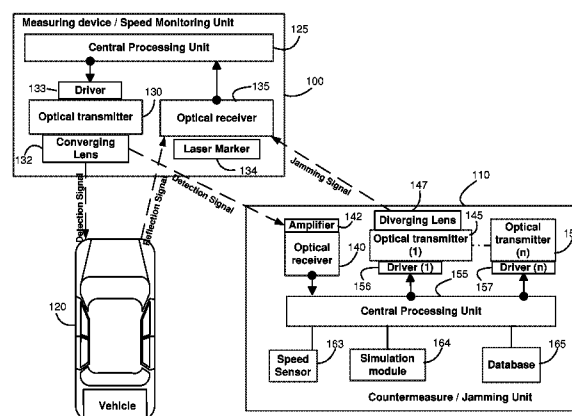 Measuring device / Speed Monitoring Unit
Central Processing Unit
125
133
Driver
130
135
100
Optical transmitter
Optical receiver
Converging
Lens
132
Laser Marker
134
Detection Signal
Reflection Signal
Detection Signal
Jamming Signal
147
110
Amplifier
142
Diverging Lens
145
Optical
receiver
140
Optical transmitter
(1)
Optical
transmitter
(n)
Driver (1)
156
155
157
Driver (n)
Central Processing Unit
120
163
164
165
Speed
Sensor
Simulation
module
Database
Vehicle
Countermeasure / Jamming Unit